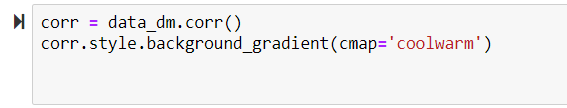 corr = data_dm.corr()
corr.style.background_gradient(cmap='coolwarm')